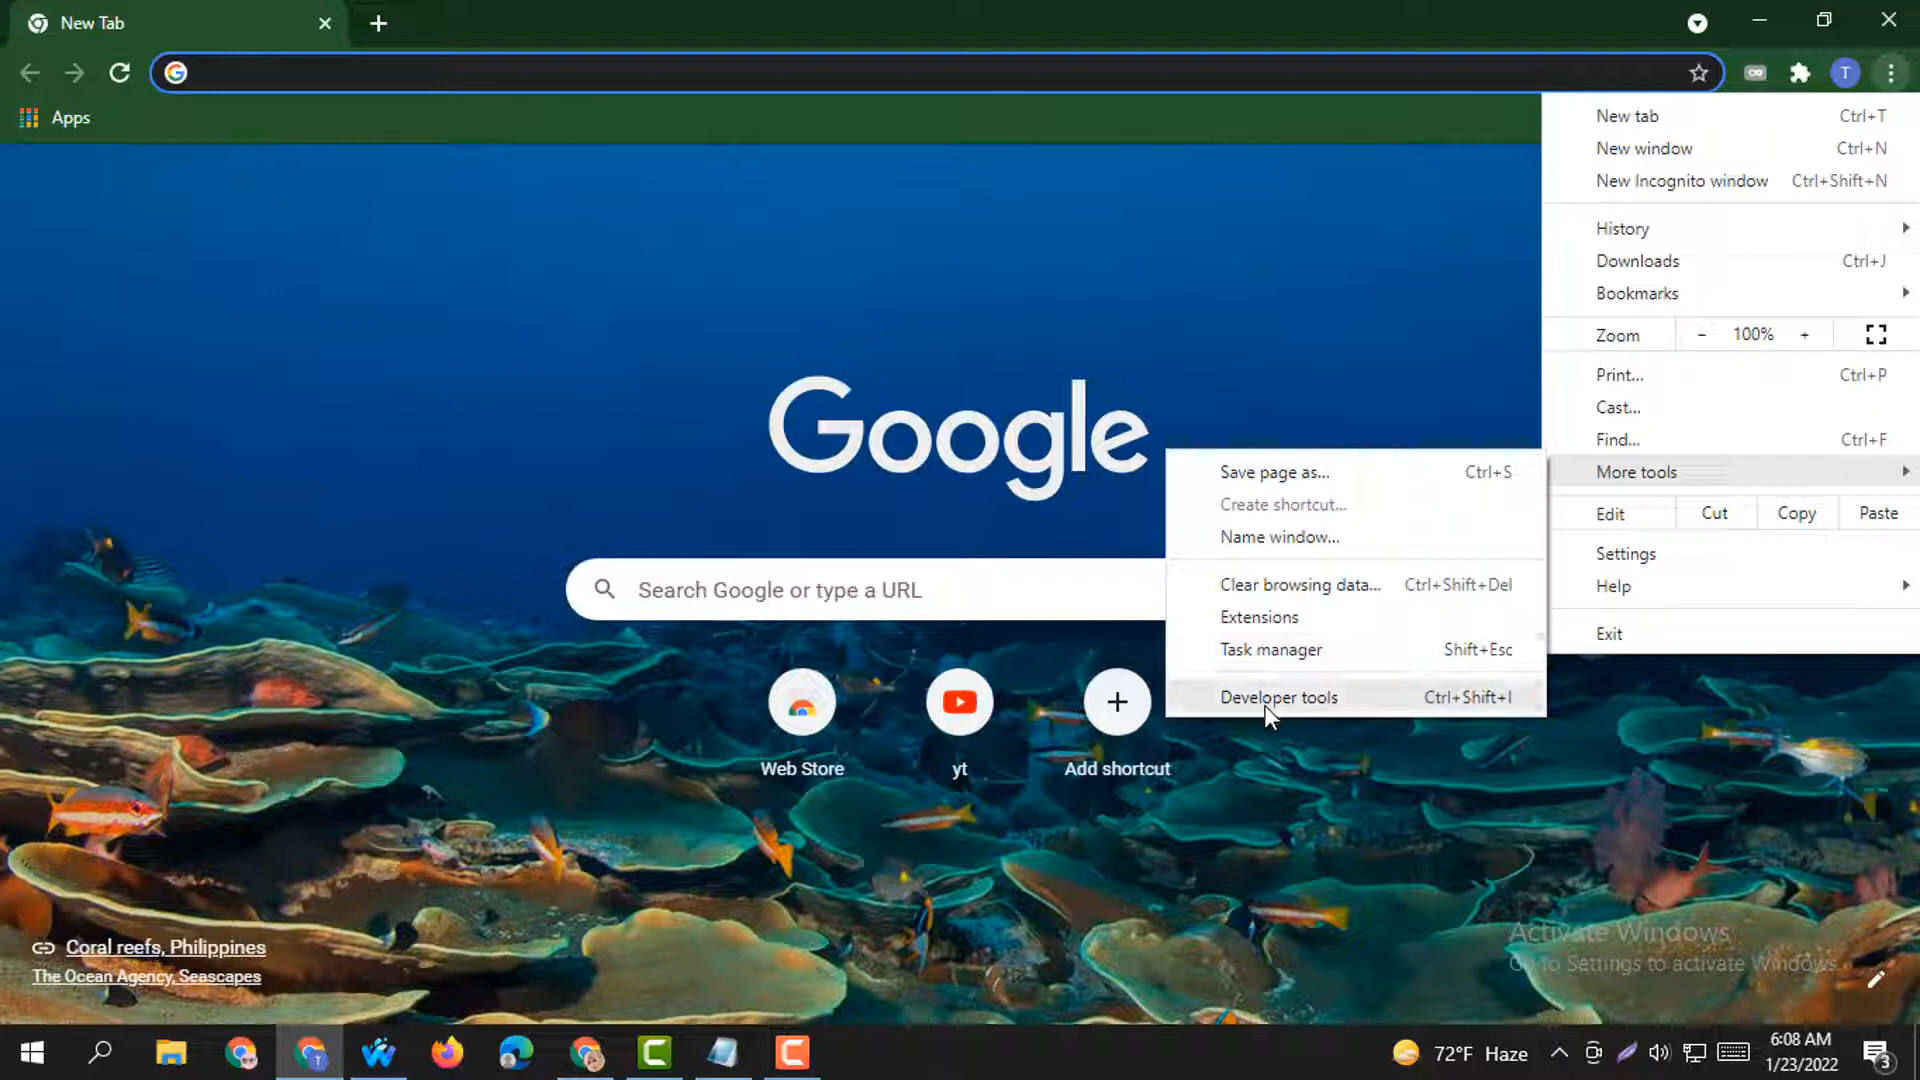 New Tab
Apps
New tab Ctrl+T
New window Ctrl+N
New Incognito window Ctrl+Shift+N
History
Downloads Ctrl+J
Bookmarks
Zoom - 100% +
Print... Ctrl+P
Cast...
Find... Ctrl+F
More tools
Edit Cut Copy Paste
Settings
Help
Exit
Google
Save page as... Ctrl+S
Create shortcut...
Name window...
Clear browsing data... Ctrl+Shift+Del
Extensions
Task manager Shift+Esc
Developer tools Ctrl+Shift+I
Search Google or type a URL
Web Store
yt
Add shortcut
Coral reefs, Philippines
The Ocean Agency, Seascapes
Activate Windows
Go to Settings to activate Windows.
T
T
72°F Haze
6:08 AM
1/23/2022
3